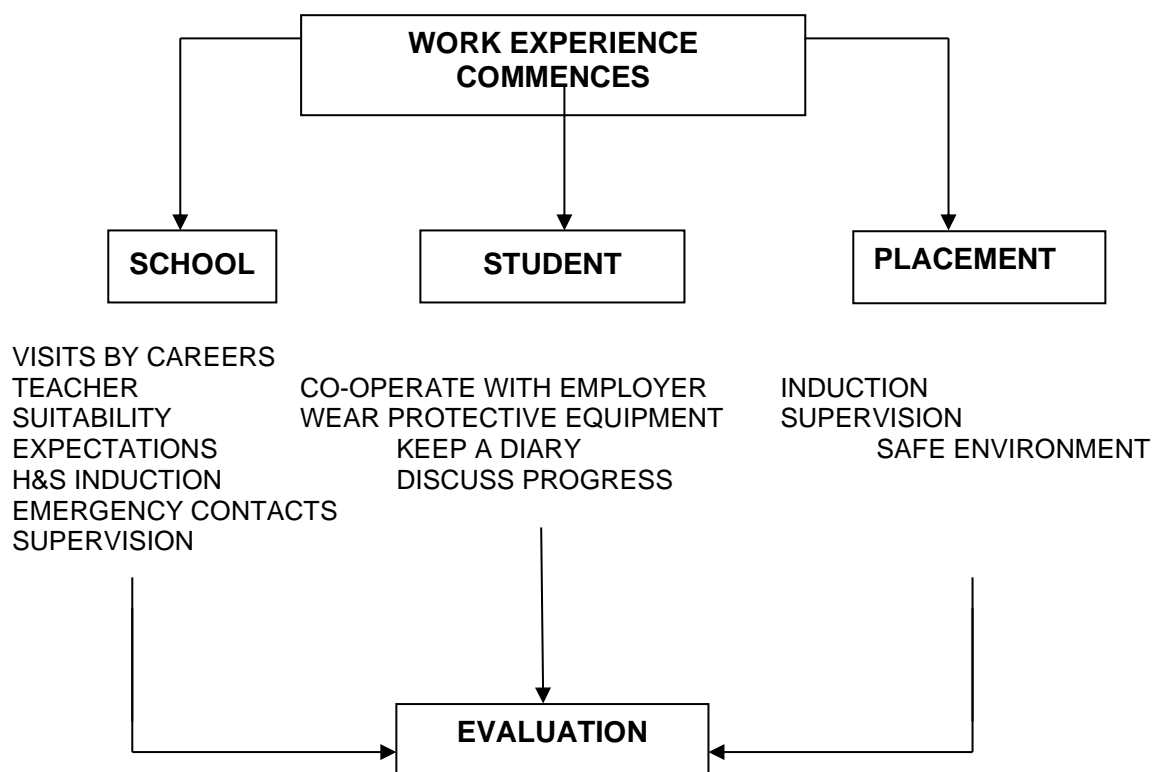 WORK EXPERIENCE
COMMENCES
SCHOOL
STUDENT
PLACEMENT
VISITS BY CAREERS
TEACHER
SUITABILITY
EXPECTATIONS
H&S INDUCTION
EMERGENCY CONTACTS
SUPERVISION
CO-OPERATE WITH EMPLOYER
WEAR PROTECTIVE EQUIPMENT
KEEP A DIARY
DISCUSS PROGRESS
INDUCTION
SUPERVISION
SAFE ENVIRONMENT
EVALUATION